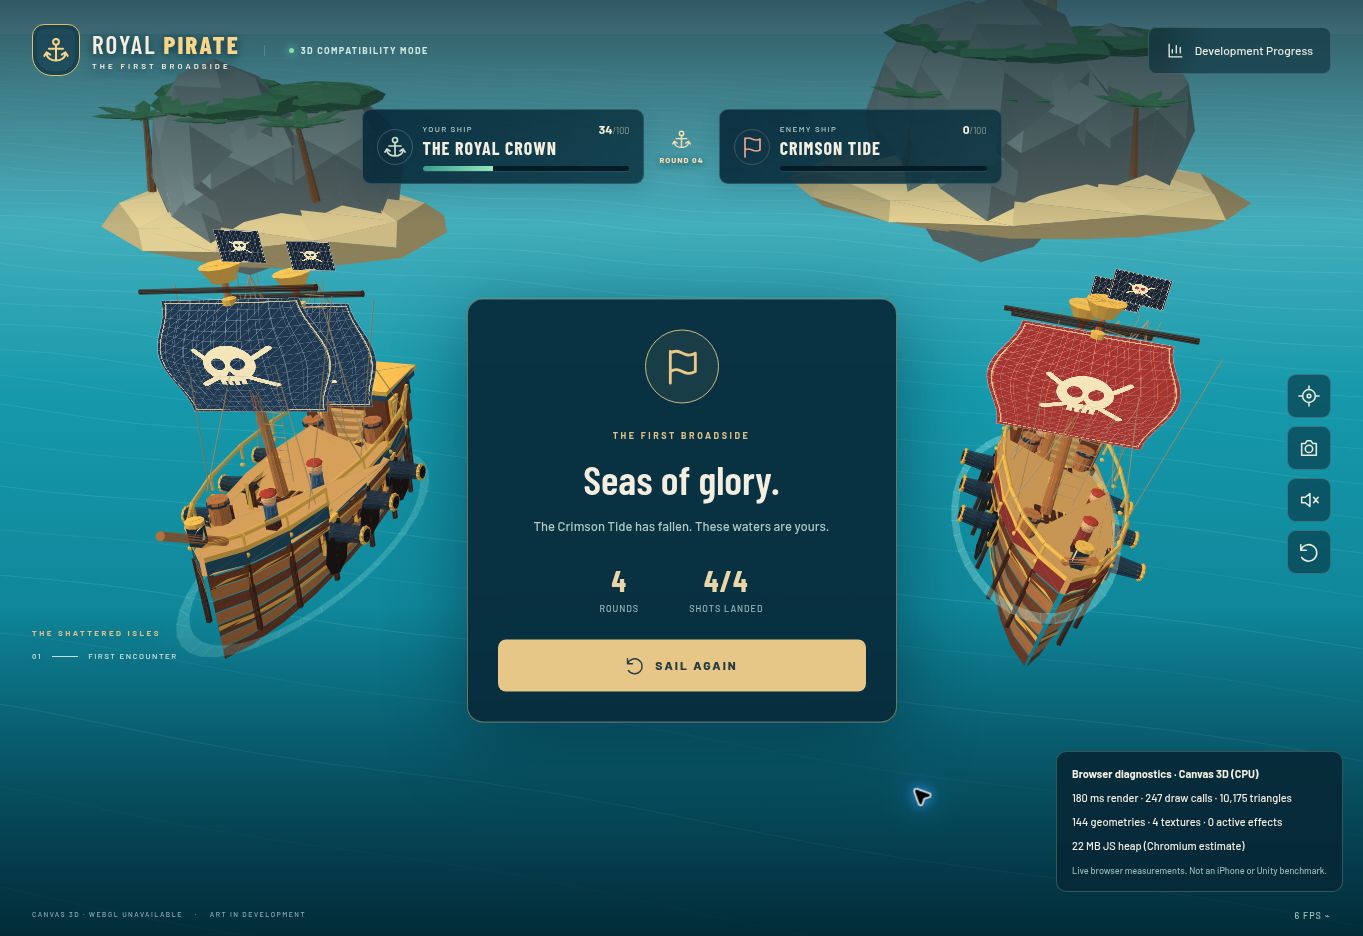 ROYAL PIRATE
THE FIRST BROADSIDE
3D COMPATIBILITY MODE
Development Progress
YOUR SHIP
34/100
THE ROYAL CROWN
ROUND 04
ENEMY SHIP
0/100
CRIMSON TIDE
THE FIRST BROADSIDE
Seas of glory.
The Crimson Tide has fallen. These waters are yours.
4
ROUNDS
4/4
SHOTS LANDED
SAIL AGAIN
THE SHATTERED ISLES
01 FIRST ENCOUNTER
Browser diagnostics · Canvas 3D (CPU)
180 ms render · 247 draw calls · 10,175 triangles
144 geometries · 4 textures · 0 active effects
22 MB JS heap (Chromium estimate)
Live browser measurements. Not an iPhone or Unity benchmark.
CANVAS 3D · WEBGL UNAVAILABLE · ART IN DEVELOPMENT
6 FPS ~